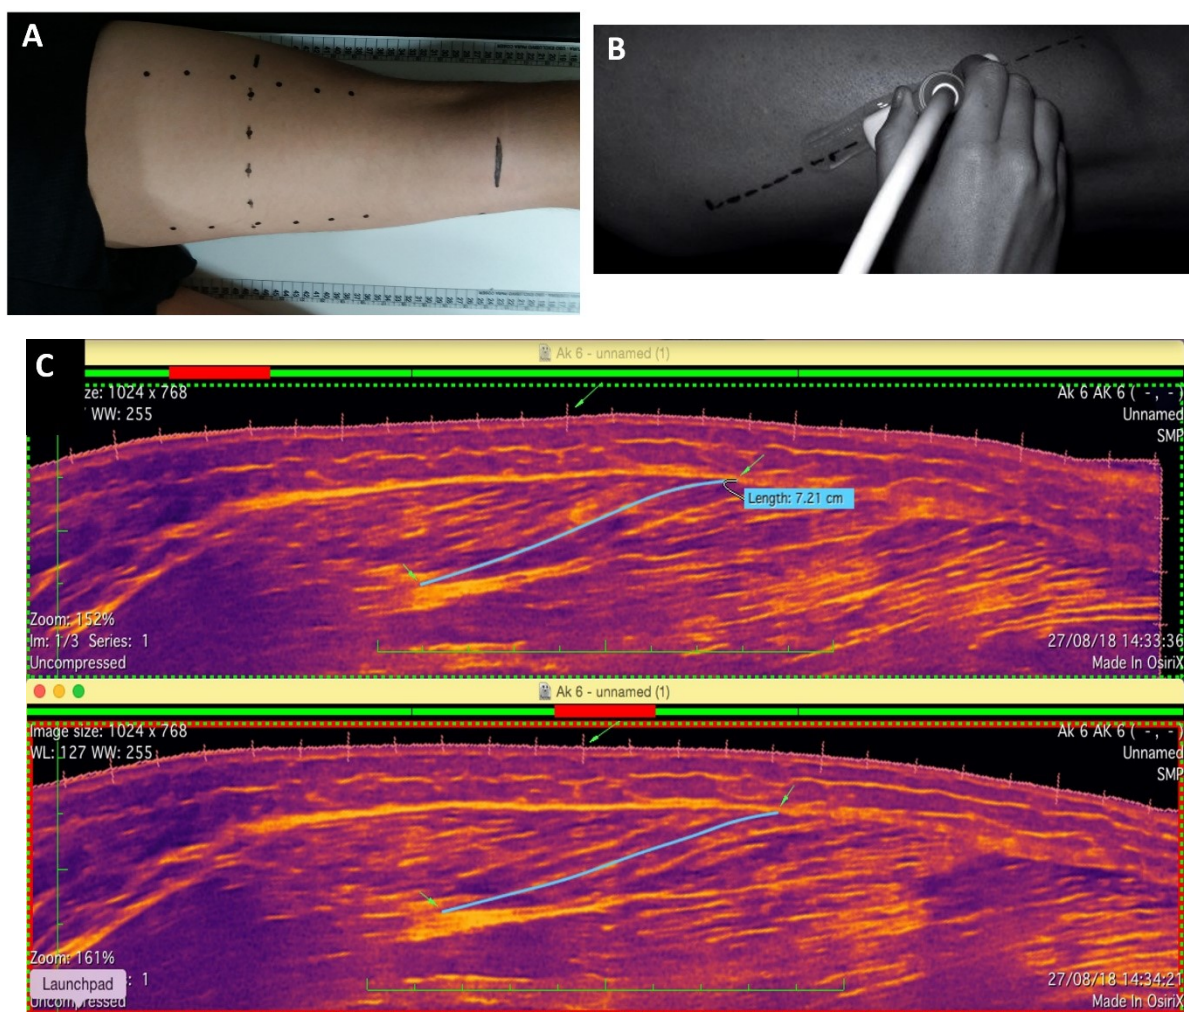 A
B
C
Ak 6 - unnamed (1)
ze: 1024 x 768
WW: 255
Ak 6 AK 6 ( -, - )
Unnamed
SMP
Length: 7.21 cm
Zoom: 152%
Im: 1/3 Series: 1
Uncompressed
27/08/18 14:33:36
Made In OsiriX
Ak 6 - unnamed (1)
Image size: 1024 x 768
WL: 127 WW: 255
Ak 6 AK 6 ( -, - )
Unnamed
SMP
Zoom: 161%
: 1
Launchpad
Uncompressed
27/08/18 14:34:21
Made In OsiriX